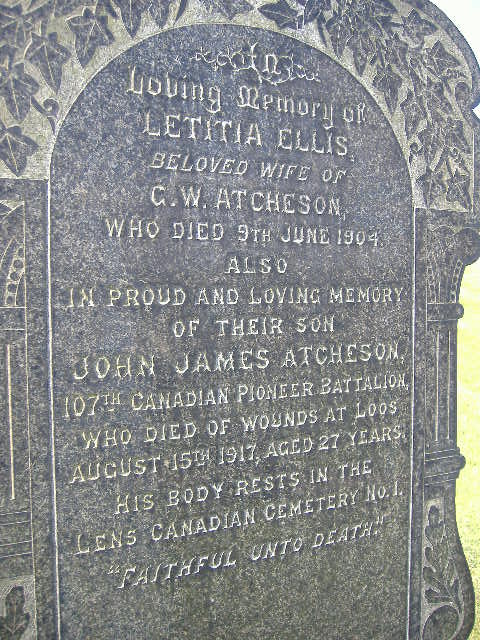 In
Loving Memory of
LETITIA ELLIS,
BELOVED WIFE OF
G.W. ATCHESON,
WHO DIED 9TH JUNE 1904.
ALSO
IN PROUD AND LOVING MEMORY
OF THEIR SON
JOHN JAMES ATCHESON,
107TH CANADIAN PIONEER BATTALION,
WHO DIED OF WOUNDS AT LOOS
AUGUST 15TH 1917, AGED 27 YEARS.
HIS BODY RESTS IN THE
LENS CANADIAN CEMETERY No. 1.
"FAITHFUL UNTO DEATH."